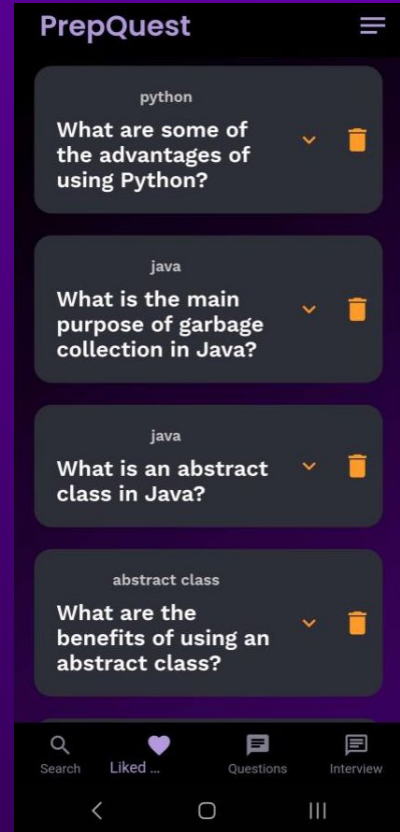 PrepQuest
python
What are some of
the advantages of
using Python?
java
What is the main
purpose of garbage
collection in Java?
java
What is an abstract
class in Java?
abstract class
What are the
benefits of using an
abstract class?
Search
Liked ...
Questions
Interview